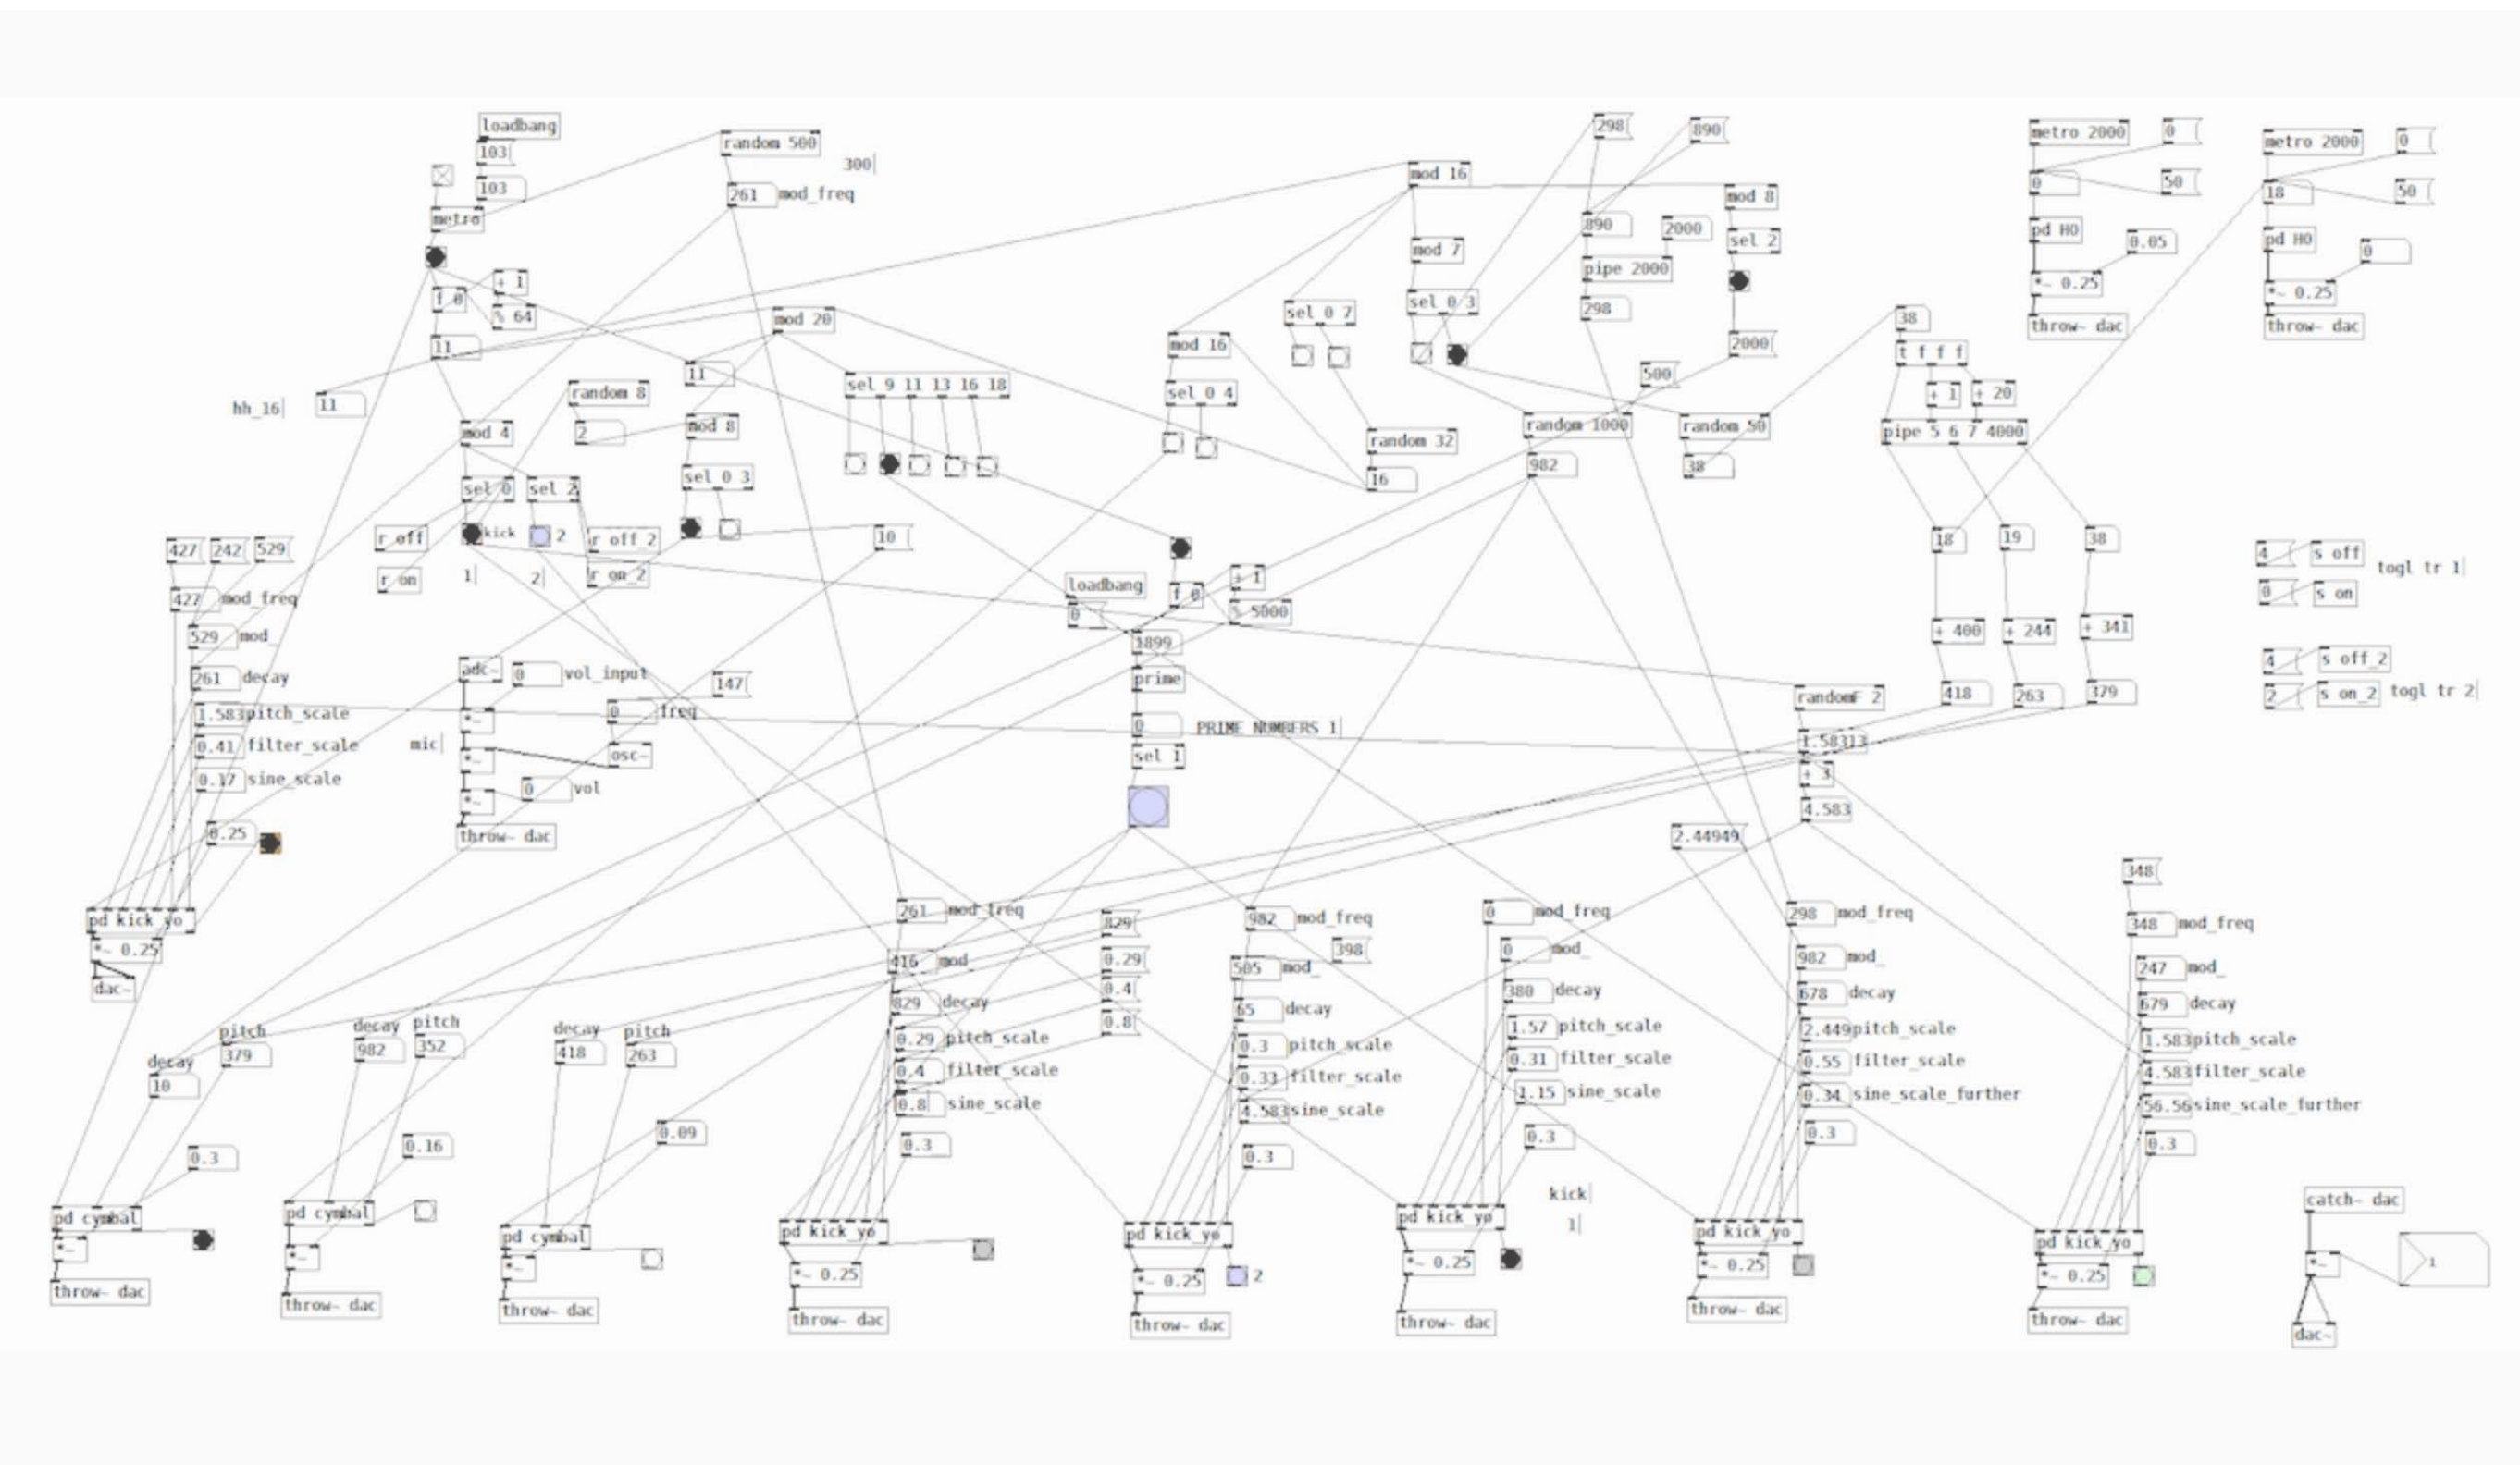 loadbang
103
103
metro
f 0
+ 1
% 64
11
hh_16
11
random 500
300
261 mod_freq
mod 20
11
random 8
2
mod 8
sel 0 3
sel 9 11 13 16 18
mod 4
sel 0
sel 2
kick
2
r off
r on
r off_2
r on_2
1
2
10
427
242
529
427 mod_freq
529 mod_
261 decay
1.583 pitch_scale
0.41 filter_scale
0.17 sine_scale
0.25
pd kick_yo
*~ 0.25
dac~
adc~
0 vol_input
147
0 freq
osc~
mic
*~
*~
*~
0 vol
throw~ dac
mod 16
mod 7
sel 0 3
mod 16
sel 0 4
sel 0 7
random 32
16
298
890
890
2000
pipe 2000
298
mod 8
sel 2
2000
500
random 1000
982
random 50
38
38
t f f f
+ 1
+ 20
pipe 5 6 7 4000
18
19
38
+ 400
+ 244
+ 341
418
263
379
metro 2000
0
50
0
pd HO
0.05
*~ 0.25
throw~ dac
metro 2000
0
50
18
pd HO
0
*~ 0.25
throw~ dac
4
s off
togl tr 1
0
s on
4
s off_2
2
s on_2
togl tr 2
loadbang
0
f 0
+ 1
% 5000
1899
prime
0
PRIME NUMBERS 1
sel 1
randomF 2
1.58313
+ 3
4.583
2.44949
decay
10
pitch
379
0.3
pd cymbal
*~
throw~ dac
decay
982
pitch
352
0.16
pd cymbal
*~
throw~ dac
decay
418
pitch
263
0.09
pd cymbal
*~
throw~ dac
261 mod_freq
416 mod_
829 decay
0.29 pitch_scale
0.4 filter_scale
0.8 sine_scale
0.3
829
0.29
0.4
0.8
pd kick_yo
*~ 0.25
throw~ dac
982 mod_freq
398
505 mod_
65 decay
0.3 pitch_scale
0.33 filter_scale
4.583 sine_scale
0.3
pd kick_yo
*~ 0.25
2
throw~ dac
0 mod_freq
0 mod_
380 decay
1.57 pitch_scale
0.31 filter_scale
1.15 sine_scale
0.3
kick
1
pd kick_yo
*~ 0.25
throw~ dac
298 mod_freq
982 mod_
678 decay
2.449 pitch_scale
0.55 filter_scale
0.34 sine_scale_further
0.3
pd kick_yo
*~ 0.25
throw~ dac
348
348 mod_freq
247 mod_
679 decay
1.583 pitch_scale
4.583 filter_scale
56.56 sine_scale_further
0.3
pd kick_yo
*~ 0.25
throw~ dac
catch~ dac
*~
1
dac~